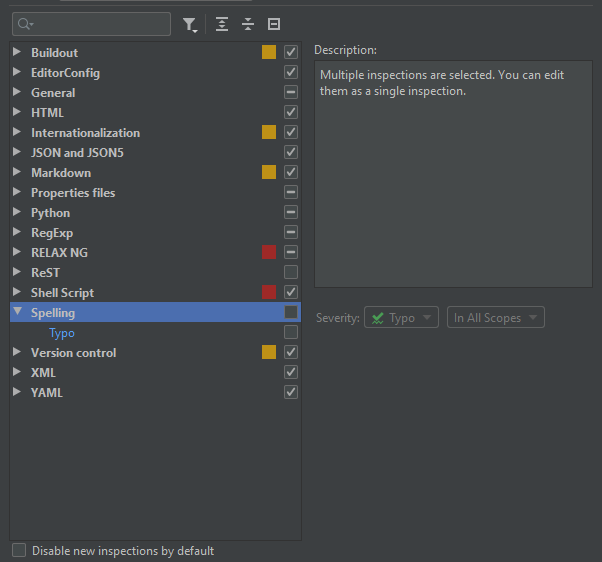 Buildout
EditorConfig
General
HTML
Internationalization
JSON and JSON5
Markdown
Properties files
Python
RegExp
RELAX NG
ReST
Shell Script
Spelling
Typo
Version control
XML
YAML
Disable new inspections by default
Description:
Multiple inspections are selected. You can edit
them as a single inspection.
Severity: Typo In All Scopes